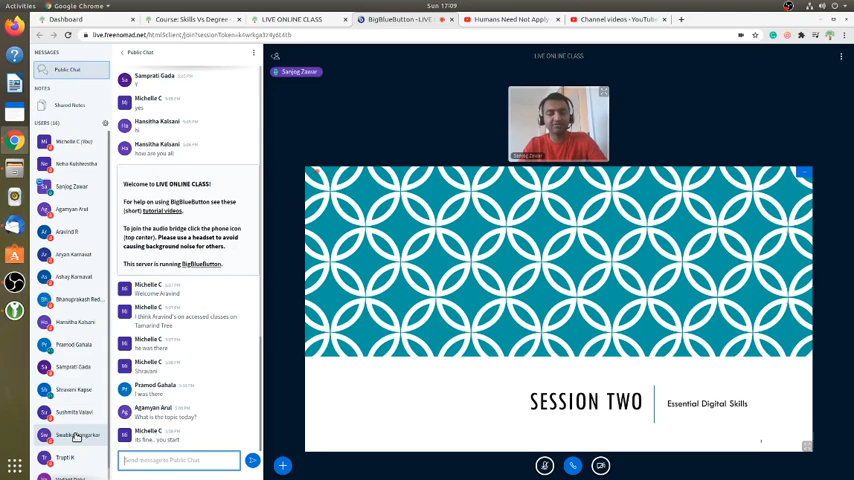 Activities
Google Chrome
Sun 17:09
Dashboard
Course: Skills Vs Degree
LIVE ONLINE CLASS
BigBlueButton - LIVE
Humans Need Not Apply
Channel videos - YouTube
live.freenomad.net/html5client/join?sessionToken=
MESSAGES
Public Chat
NOTES
Shared Notes
USERS (16)
Michelle C (You)
Neha Kulshrestha
Sanjog Zawar
Agamyan Arul
Aravind R
Aryan Karnavat
Ashay Karnavat
Bhanuprakash Red...
Hansitha Kalsani
Pramod Gahala
Samprati Gada
Shravani Kapse
Sushmita Valavi
Trupti K
Public Chat
Samprati Gada
Y
Michelle C
yes
Hansitha Kalsani
hi
Hansitha Kalsani
how are you all
Welcome to LIVE ONLINE CLASS!
For help on using BigBlueButton see these
(short) tutorial videos.
To join the audio bridge click the phone icon
(top center). Please use a headset to avoid
causing background noise for others.
This server is running BigBlueButton.
Michelle C
Welcome Aravind
Michelle C
I think Aravind's on accessed classes on
Tamarind Tree
Michelle C
he was there
Michelle C
Shravani
Pramod Gahala
I was there
Agamyan Arul
What is the topic today?
Michelle C
its fine.. you start
Send message to Public Chat
LIVE ONLINE CLASS
Sanjog Zawar
Sanjog Zawar
SESSION TWO
Essential Digital Skills